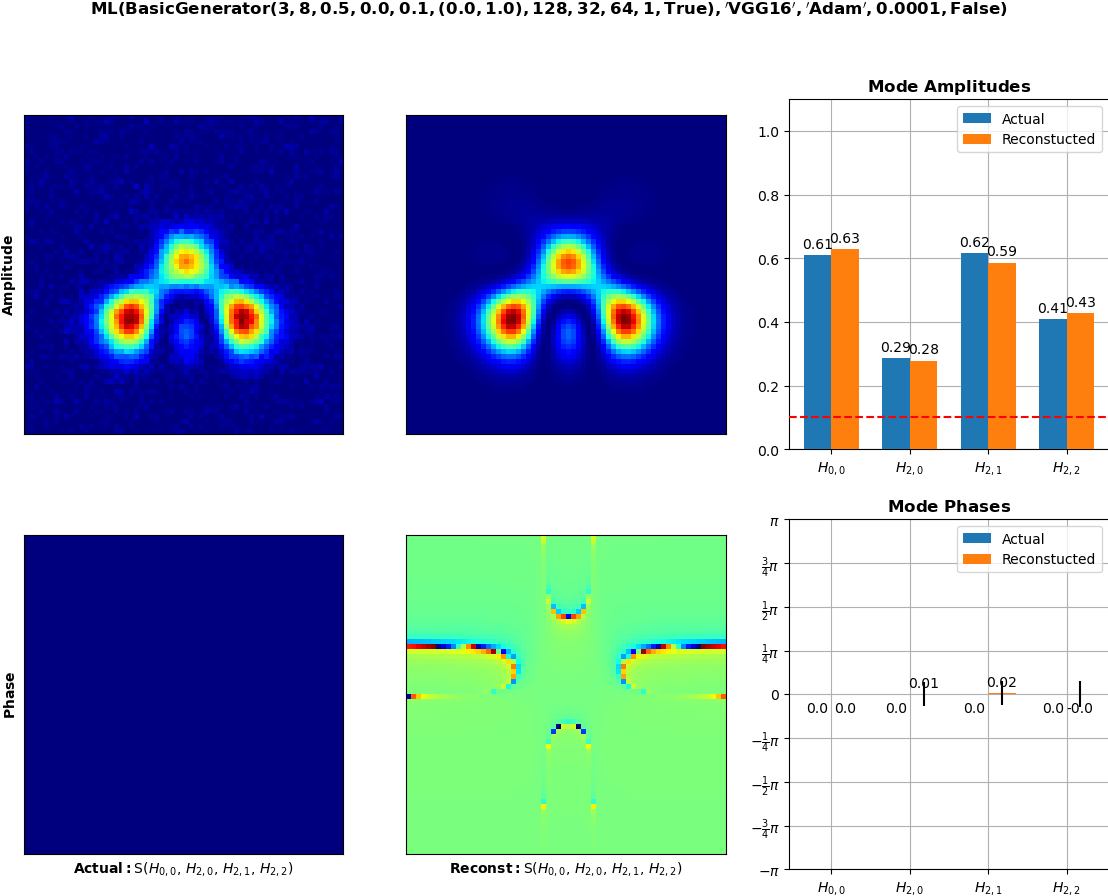 ML(BasicGenerator(3, 8, 0.5, 0.0, 0.1, (0.0, 1.0), 128, 32, 64, 1, True), 'VGG16', 'Adam', 0.0001, False)
Mode Amplitudes
Amplitude
1.0
0.8
0.6
0.4
0.2
0.0
Actual
Reconstucted
0.61
0.63
0.29
0.28
0.62
0.59
0.41
0.43
H0,0
H2,0
H2,1
H2,2
Mode Phases
Phase
π
3/4π
1/2π
1/4π
0
−1/4π
−1/2π
−3/4π
−π
Actual
Reconstucted
0.0
0.0
0.0
0.01
0.0
0.02
0.0
-0.0
H0,0
H2,0
H2,1
H2,2
Actual: S(H0,0, H2,0, H2,1, H2,2)
Reconst: S(H0,0, H2,0, H2,1, H2,2)